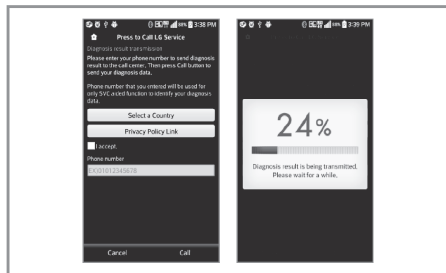 3:38 PM
Press to Call LG Service
Diagnosis result transmission
Please enter your phone number to send diagnosis
result to the call center. Then press Call button to
send your diagnosis data.
Phone number that you entered will be used for
only SVC aided function to identify your diagnosis
data.
Select a Country
Privacy Policy Link
I accept.
Phone number
EX)01012345678
Cancel Call
3:39 PM
24%
Diagnosis result is being transmitted.
Please wait for a while.